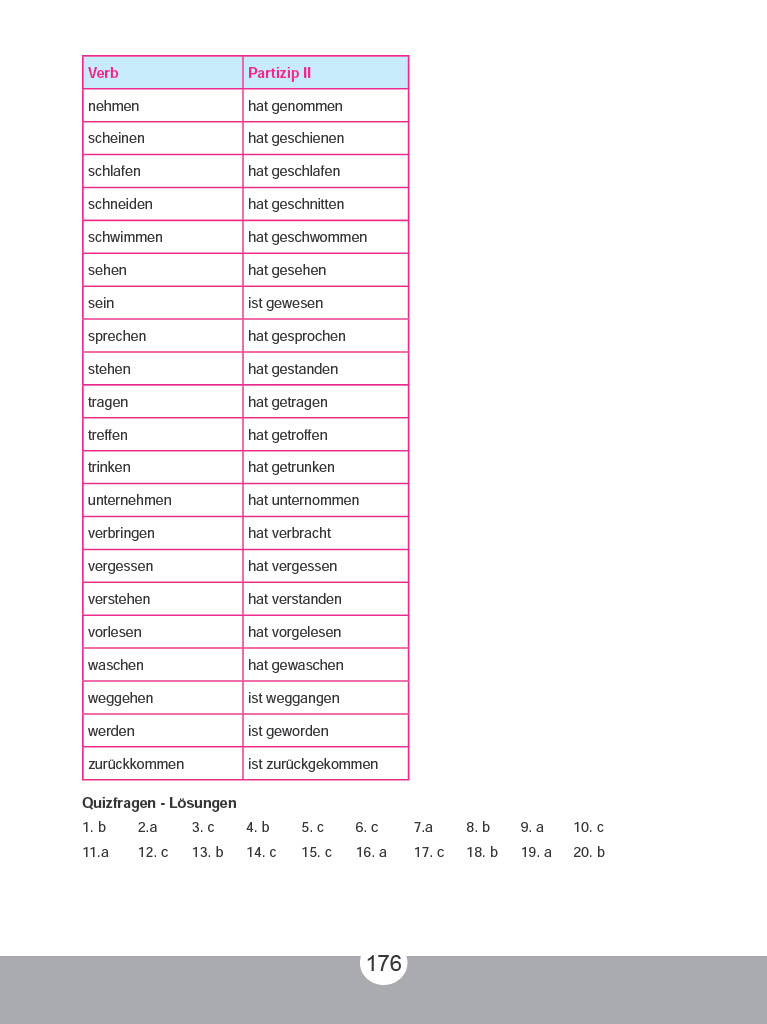 Verb Partizip II
nehmen hat genommen
scheinen hat geschienen
schlafen hat geschlafen
schneiden hat geschnitten
schwimmen hat geschwommen
sehen hat gesehen
sein ist gewesen
sprechen hat gesprochen
stehen hat gestanden
tragen hat getragen
treffen hat getroffen
trinken hat getrunken
unternehmen hat unternommen
verbringen hat verbracht
vergessen hat vergessen
verstehen hat verstanden
vorlesen hat vorgelesen
waschen hat gewaschen
weggehen ist weggangen
werden ist geworden
zurückkommen ist zurückgekommen
Quizfragen - Lösungen
1. b 2.a 3. c 4. b 5. c 6. c 7.a 8. b 9. a 10. c
11.a 12. c 13. b 14. c 15. c 16. a 17. c 18. b 19. a 20. b
176